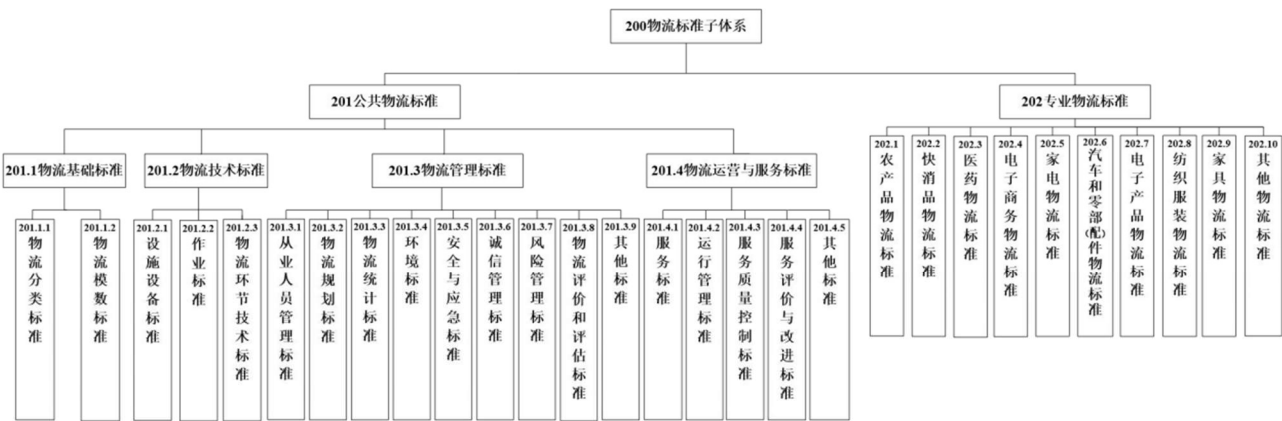 200物流标准子体系
201公共物流标准
202专业物流标准
201.1物流基础标准
201.2物流技术标准
201.3物流管理标准
201.4物流运营与服务标准
201.1.1
物流分类标准
201.1.2
物流模数标准
201.2.1
设施设备标准
201.2.2
作业标准
201.2.3
物流环节技术标准
201.3.1
从业人员管理标准
201.3.2
物流规划标准
201.3.3
物流统计标准
201.3.4
环境标准
201.3.5
安全与应急标准
201.3.6
诚信管理标准
201.3.7
风险管理标准
201.3.8
物流评价和评估标准
201.3.9
其他标准
201.4.1
服务标准
201.4.2
运行管理标准
201.4.3
服务质量控制标准
201.4.4
服务评价与改进标准
201.4.5
其他标准
202.1
农产品物流标准
202.2
快消品物流标准
202.3
医药物流标准
202.4
电子商务物流标准
202.5
家电物流标准
202.6
汽车和零部(配)件物流标准
202.7
电子产品物流标准
202.8
纺织服装物流标准
202.9
家具物流标准
202.10
其他物流标准